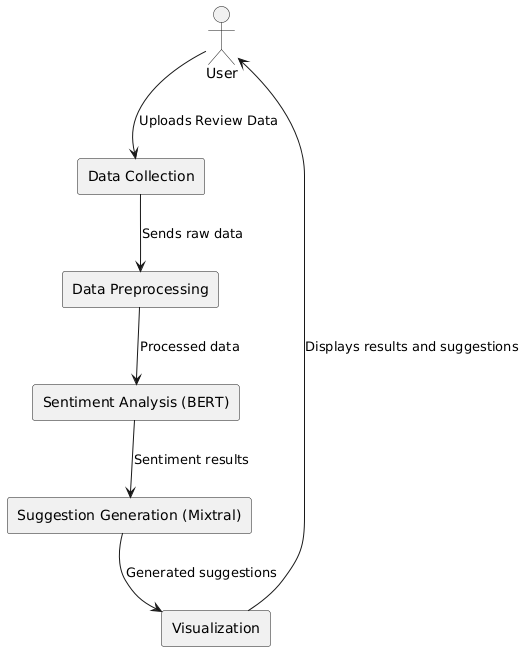 User
Uploads Review Data
Data Collection
Sends raw data
Data Preprocessing
Processed data
Displays results and suggestions
Sentiment Analysis (BERT)
Sentiment results
Suggestion Generation (Mixtral)
Generated suggestions
Visualization